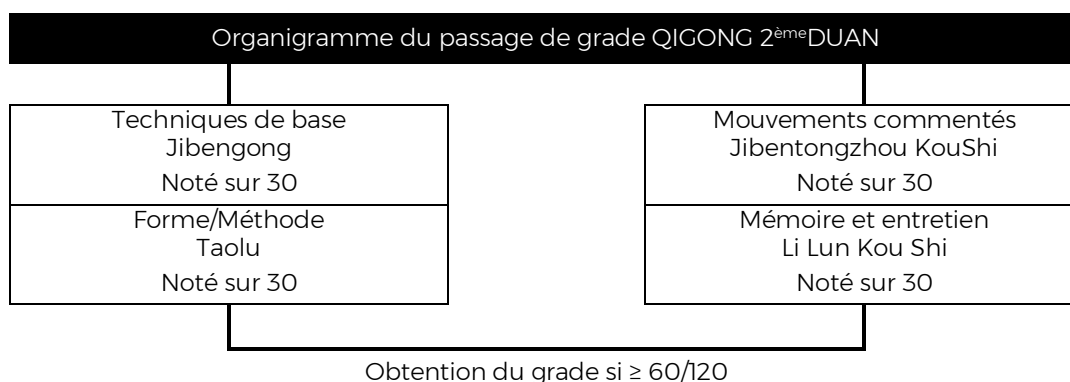 Organigramme du passage de grade QIGONG 2èmeDUAN
Techniques de base
Jibengong
Noté sur 30
Forme/Méthode
Taolu
Noté sur 30
Mouvements commentés
Jibentongzhou KouShi
Noté sur 30
Mémoire et entretien
Li Lun Kou Shi
Noté sur 30
Obtention du grade si ≥ 60/120